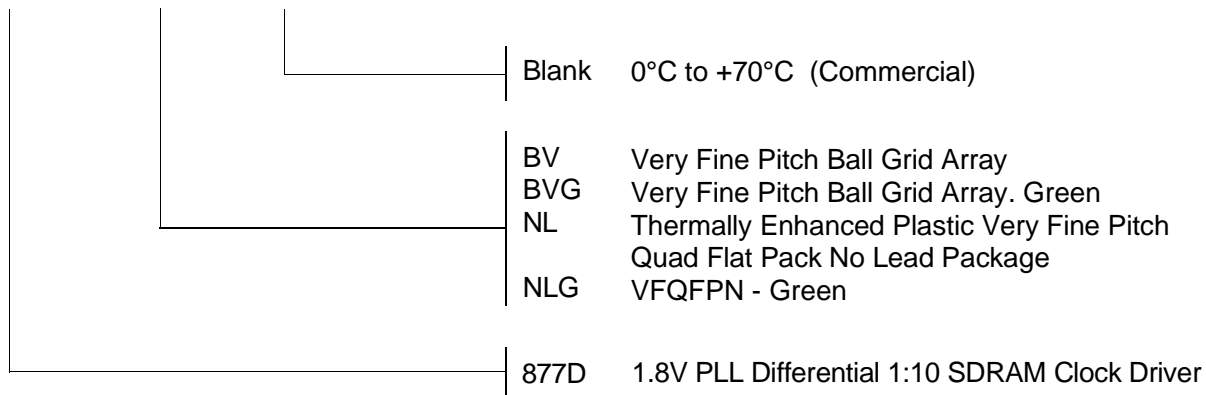 Blank 0°C to +70°C (Commercial)
BV Very Fine Pitch Ball Grid Array
BVG Very Fine Pitch Ball Grid Array. Green
NL Thermally Enhanced Plastic Very Fine Pitch
Quad Flat Pack No Lead Package
NLG VFQFPN - Green
877D 1.8V PLL Differential 1:10 SDRAM Clock Driver